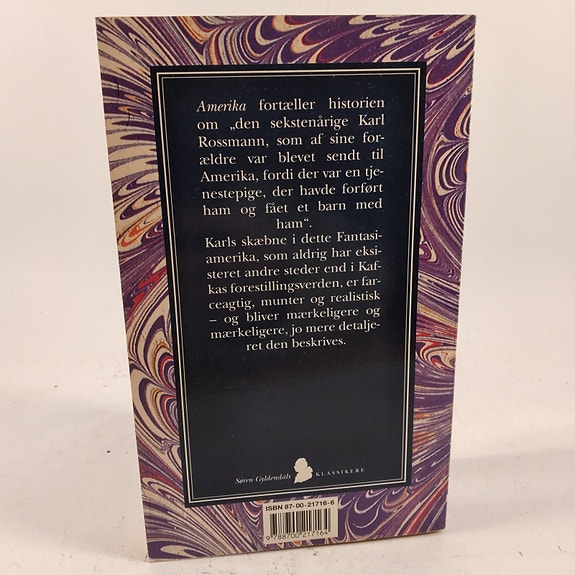 Amerika fortæller historien
om „den sekstenårige Karl
Rossmann, som af sine for-
ældre var blevet sendt til
Amerika, fordi der var en tje-
nestepige, der havde forført
ham og fået et barn med
ham“.
Karls skæbne i dette Fantasi-
amerika, som aldrig har eksi-
steret andre steder end i Kaf-
kas forestillingsverden, er far-
ceagtig, munter og realistisk
– og bliver mærkeligere og
mærkeligere, jo mere detalje-
ret den beskrives.
Søren Gyldendals KLASSIKERE
ISBN 87-00-21716-6
9788700217164